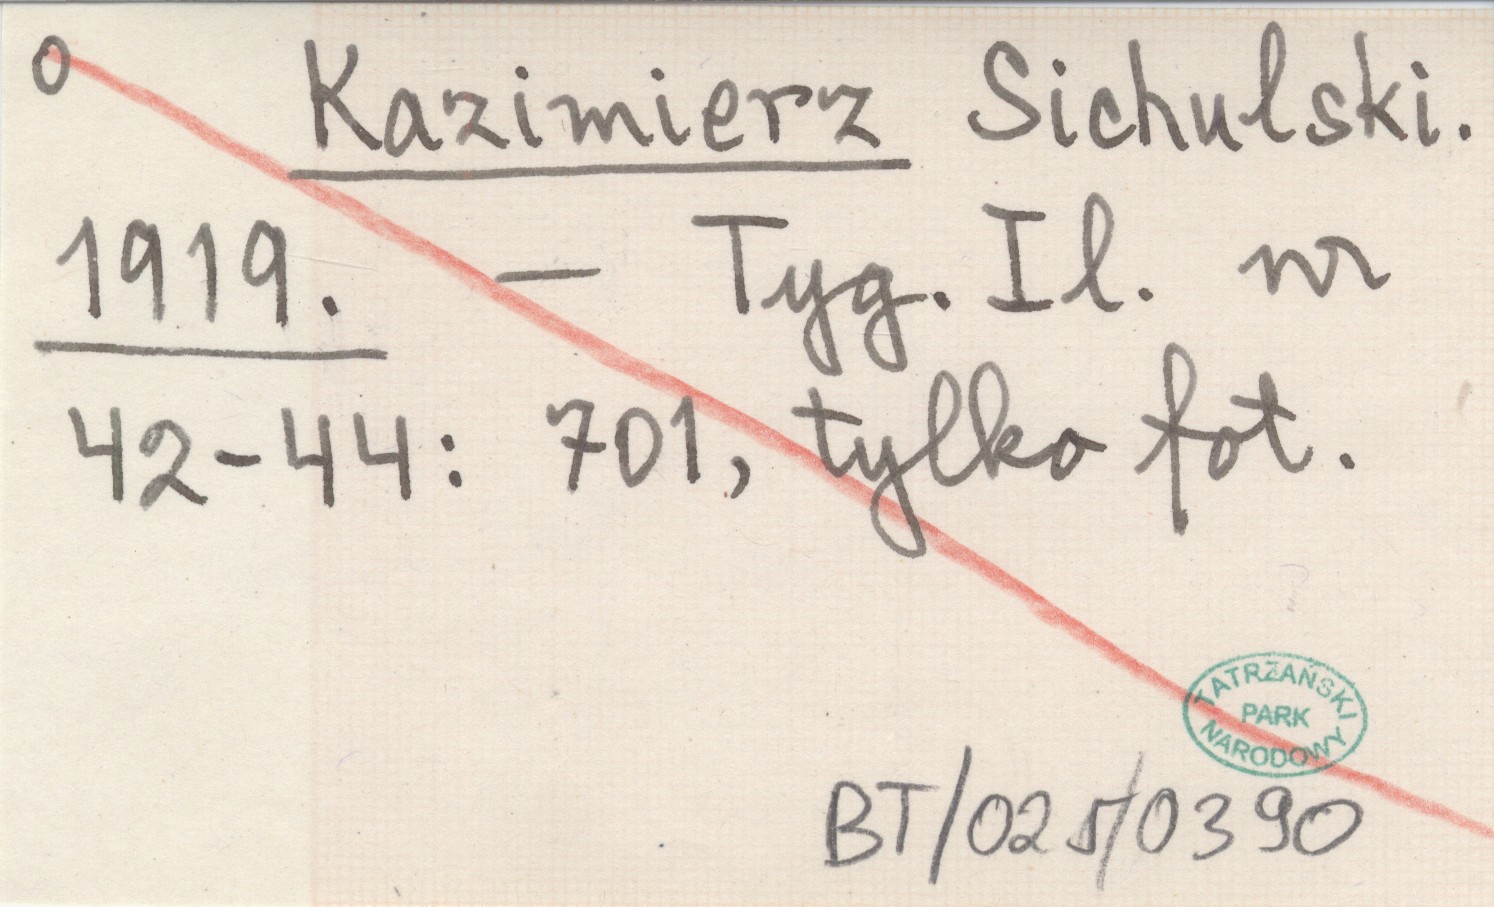 o Kazimierz Sichulski.
1919. — Tyg. Il. nr
42-44: 701, tylko fot.
TATRZAŃSKI
PARK
NARODOWY
BT/025/0390